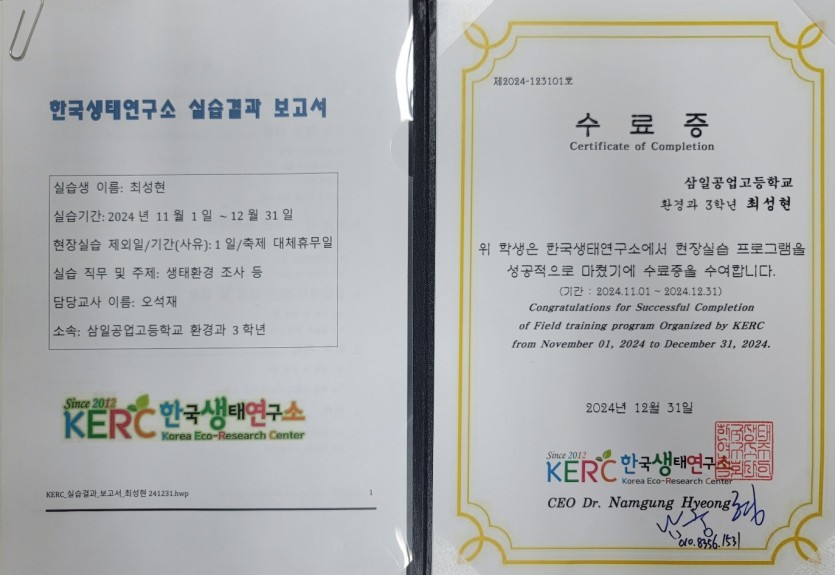 한국생태연구소 실습결과 보고서
실습생 이름: 최성현
실습기간: 2024 년 11 월 1 일 ~ 12 월 31 일
현장실습 제외일/기간(사유): 1 일/축제 대체휴무일
실습 직무 및 주제: 생태환경 조사 등
담당교사 이름: 오석재
소속: 삼일공업고등학교 환경과 3 학년
Since 2012
KERC 한국생태연구소
Korea Eco-Research Center
KERC_실습결과_보고서_최성현 241231.hwp
1
제2024-123101호
수 료 증
Certificate of Completion
삼일공업고등학교
환경과 3학년 최성현
위 학생은 한국생태연구소에서 현장실습 프로그램을
성공적으로 마쳤기에 수료증을 수여합니다.
(기간 : 2024.11.01 ~ 2024.12.31)
Congratulations for Successful Completion
of Field training program Organized by KERC
from November 01, 2024 to December 31, 2024.
2024년 12월 31일
Since 2012
KERC 한국생태연구소
Korea Eco-Research Center
CEO Dr. Namgung Hyeong
010.8356.1531